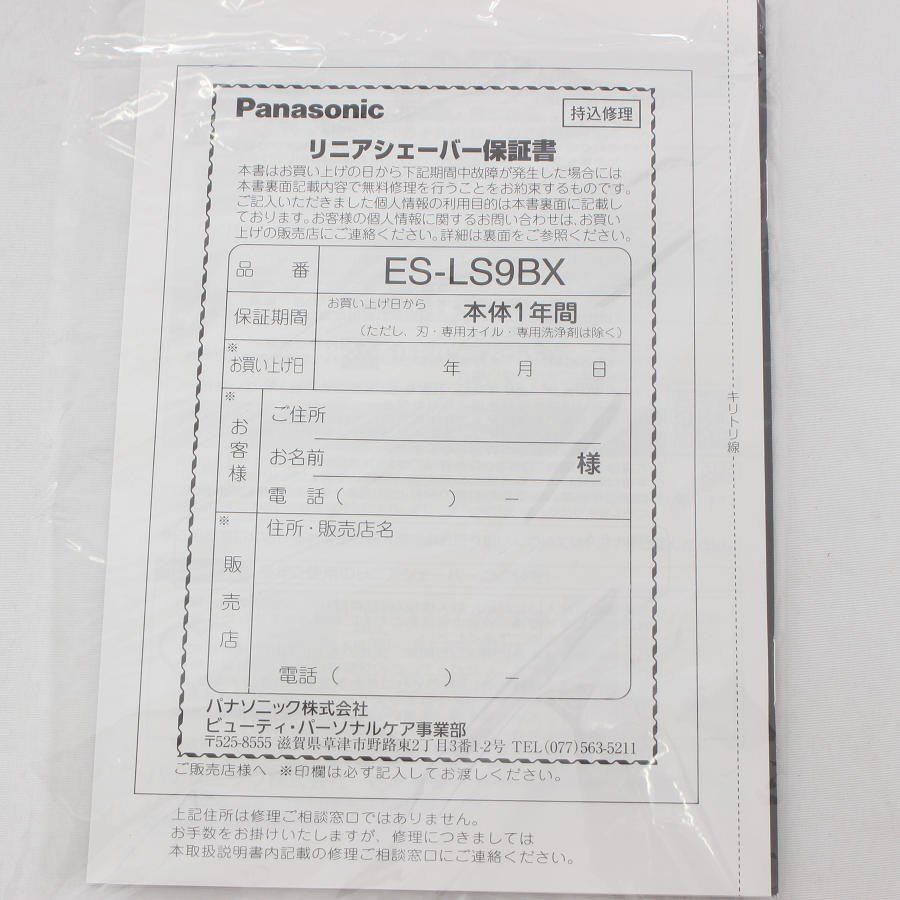 Panasonic
持込修理
リニアシェーバー保証書
本書はお買い上げの日から下記期間中故障が発生した場合には
本書裏面記載内容で無料修理を行うことをお約束するものです。
ご記入いただきました個人情報の利用目的は本書裏面に記載し
ております。お客様の個人情報に関するお問い合わせは、お買い
上げの販売店にご連絡ください。詳細は裏面をご参照ください。
品 番 ES-LS9BX
保証期間 お買い上げ日から 本体1年間
(ただし、刃・専用オイル・専用洗浄剤は除く)
※お買い上げ日 年 月 日
※お客様
ご住所
お名前 様
電 話 ( ) −
※販売店
住所・販売店名
電話 ( ) −
パナソニック株式会社
ビューティ・パーソナルケア事業部
〒525-8555 滋賀県草津市野路東2丁目3番1-2号 TEL(077)563-5211
ご販売店様へ ※印欄は必ず記入してお渡しください。
上記住所は修理ご相談窓口ではありません。
お手数をお掛けいたしますが、修理につきましては
本取扱説明書内記載の修理ご相談窓口にご連絡ください。
キリトリ線